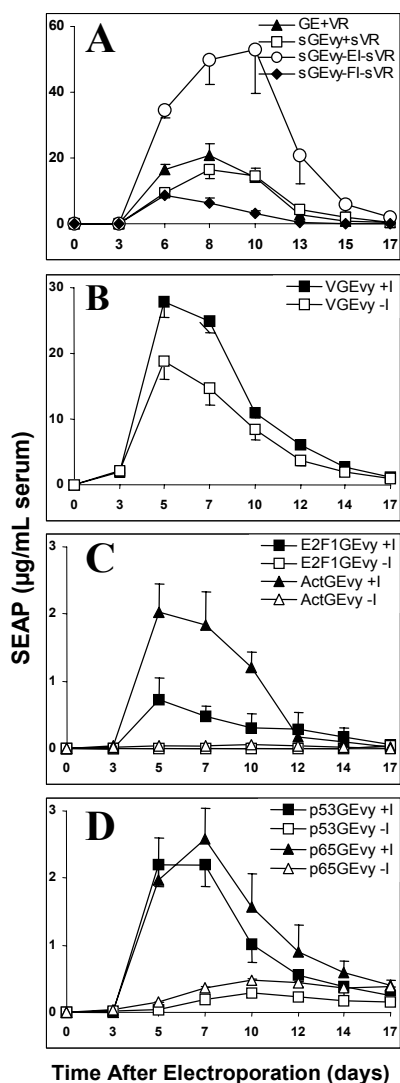 A
GE+VR
sGEvy+sVR
sGEvy-EI-sVR
sGEvy-FI-sVR
60
40
20
0
0 3 6 8 10 13 15 17
B
VGEvy +I
VGEvy -I
30
20
10
0
0 3 5 7 10 12 14 17
SEAP (µg/mL serum)
C
E2F1GEvy +I
E2F1GEvy -I
ActGEvy +I
ActGEvy -I
3
2
1
0
0 3 5 7 10 12 14 17
D
p53GEvy +I
p53GEvy -I
p65GEvy +I
p65GEvy -I
3
2
1
0
0 3 5 7 10 12 14 17
Time After Electroporation (days)